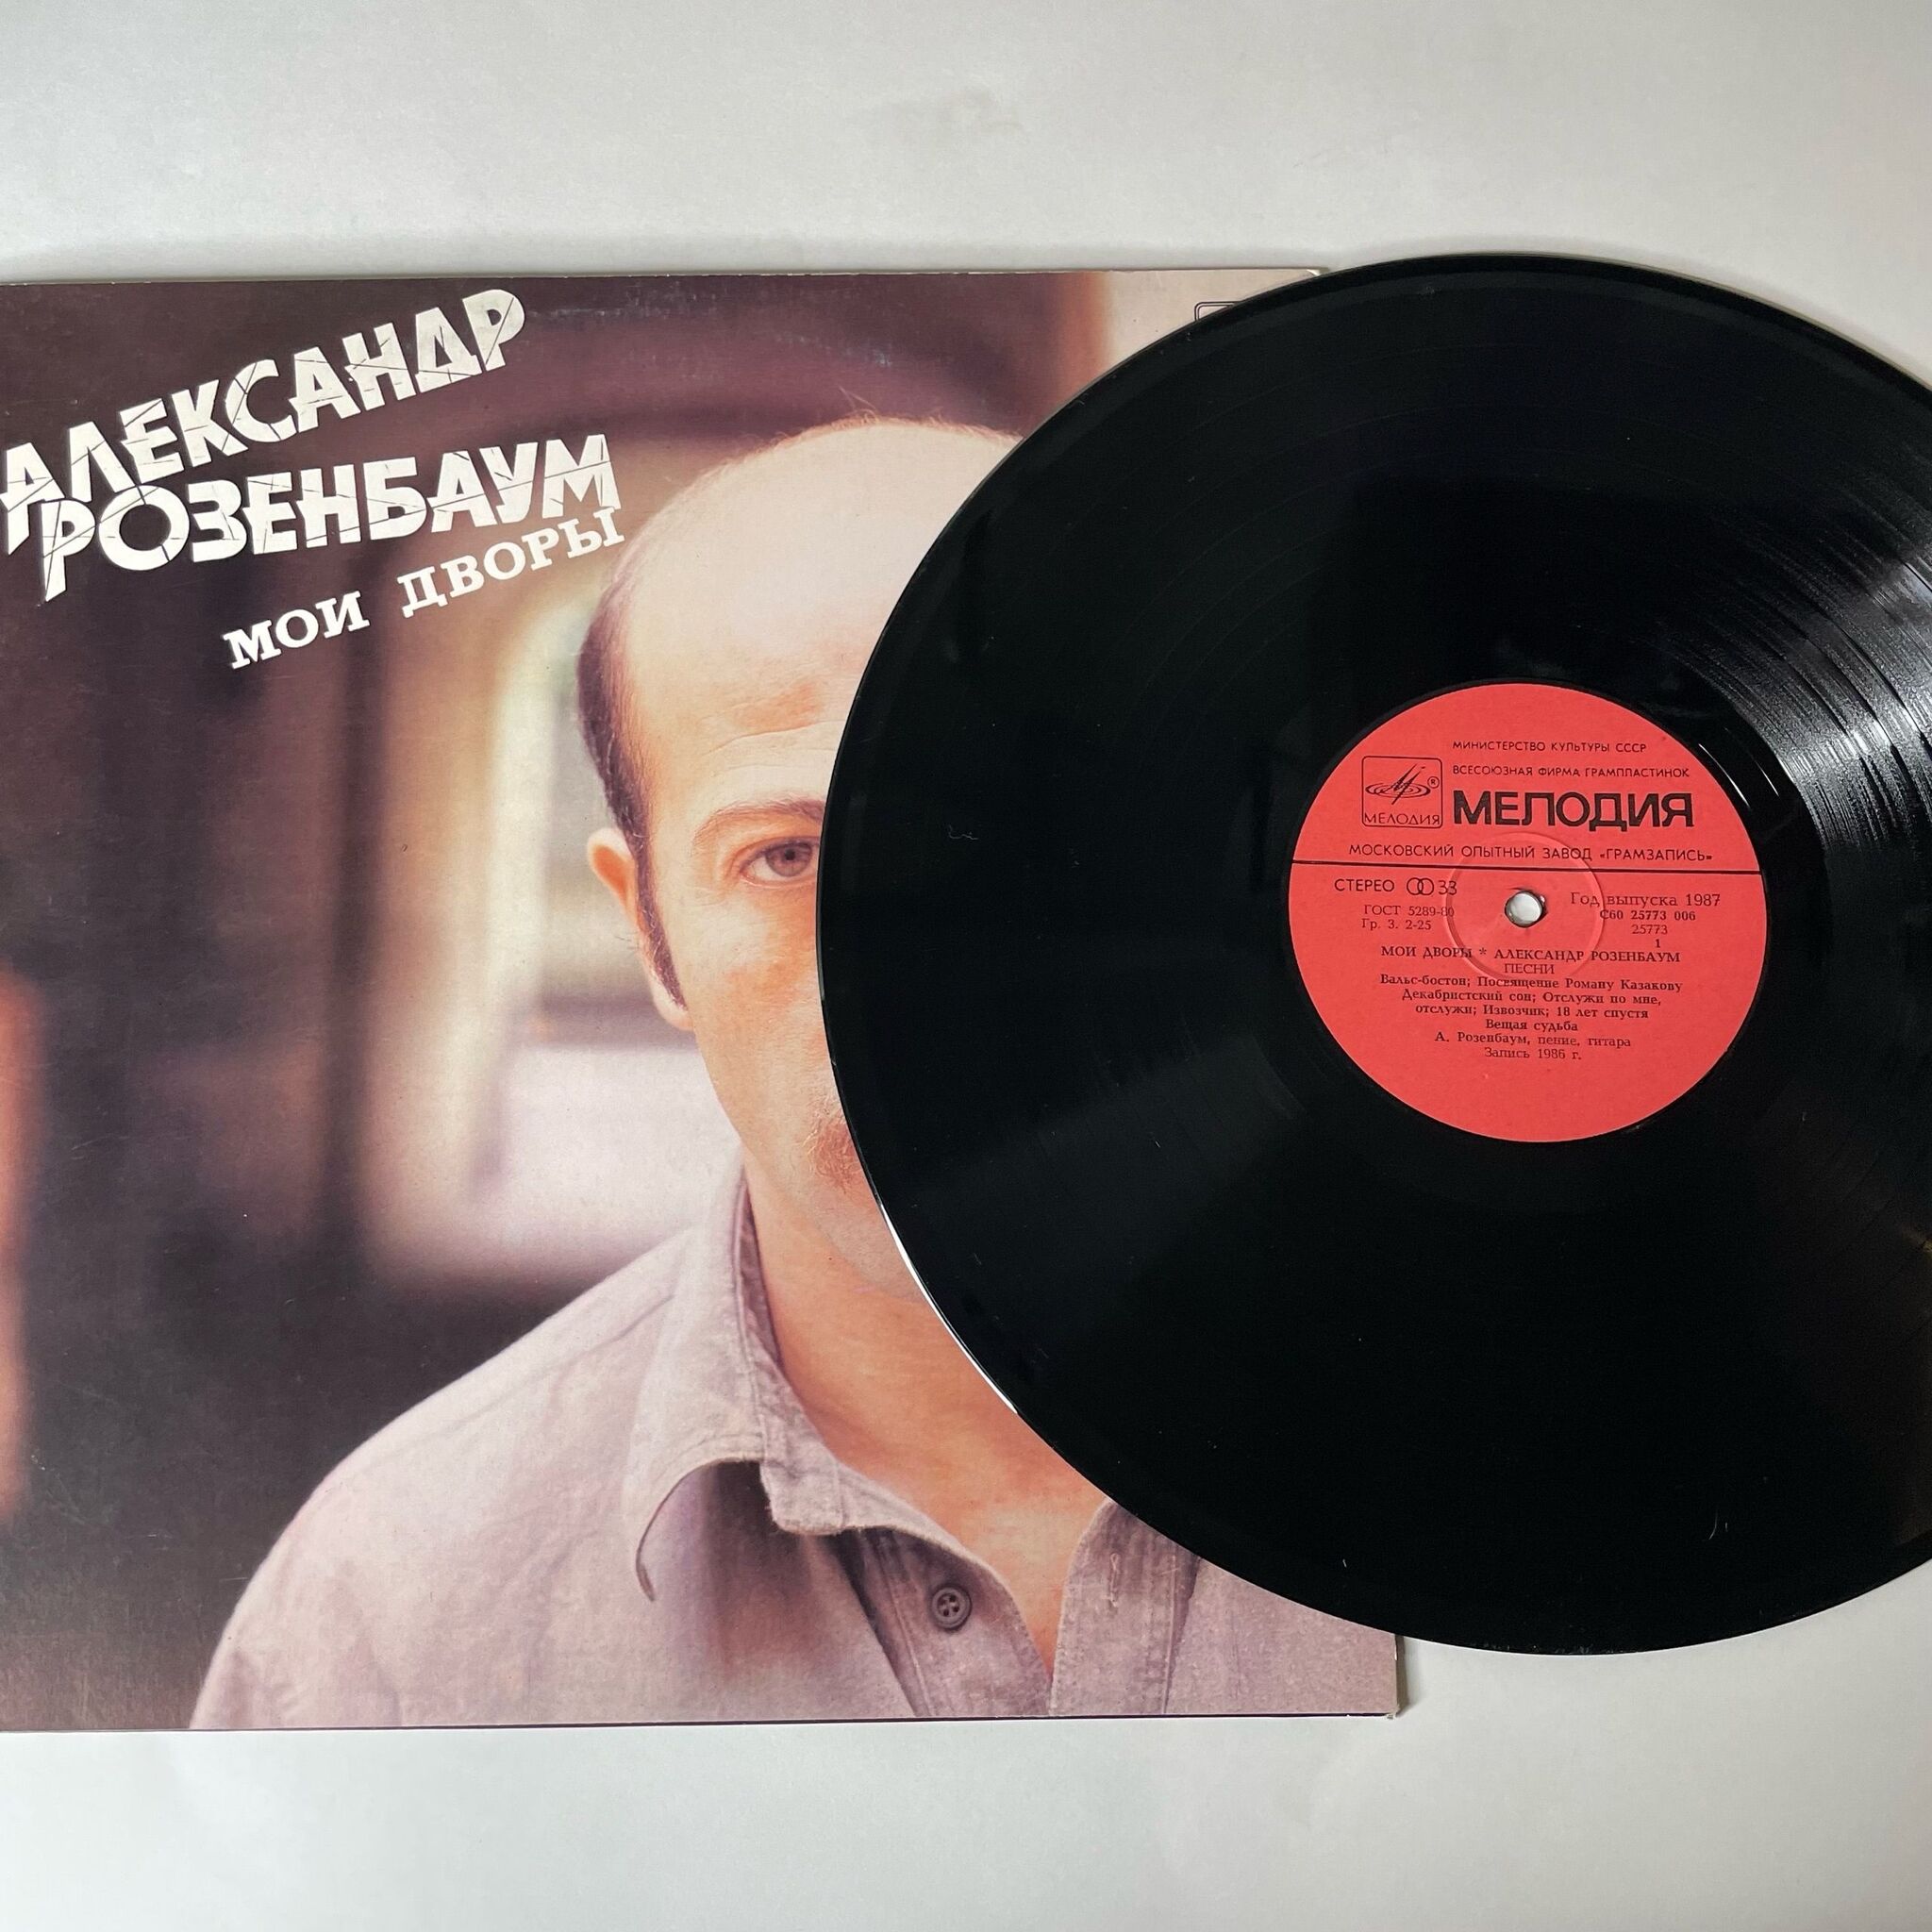 АЛЕКСАНДР
РОЗЕНБАУМ
МОИ ДВОРЫ
МИНИСТЕРСТВО КУЛЬТУРЫ СССР
ВСЕСОЮЗНАЯ ФИРМА ГРАМПЛАСТИНОК
МЕЛОДИЯ
МЕЛОДИЯ
МОСКОВСКИЙ ОПЫТНЫЙ ЗАВОД «ГРАМЗАПИСЬ»
СТЕРЕО 33
ГОСТ 5289-80
Гр. 3. 2-25
Год выпуска 1987
С60 25773 006
25773
1
МОИ ДВОРЫ * АЛЕКСАНДР РОЗЕНБАУМ
ПЕСНИ
Вальс-бостон; Посвящение Роману Казакову
Декабристский сон; Отслужи по мне,
отслужи; Извозчик; 18 лет спустя
Вещая судьба
А. Розенбаум, пение, гитара
Запись 1986 г.